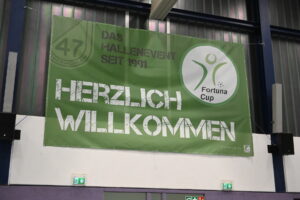 47
DAS
HALLENEVENT
SEIT 1991
Fortuna
Cup
HERZLICH
WILLKOMMEN